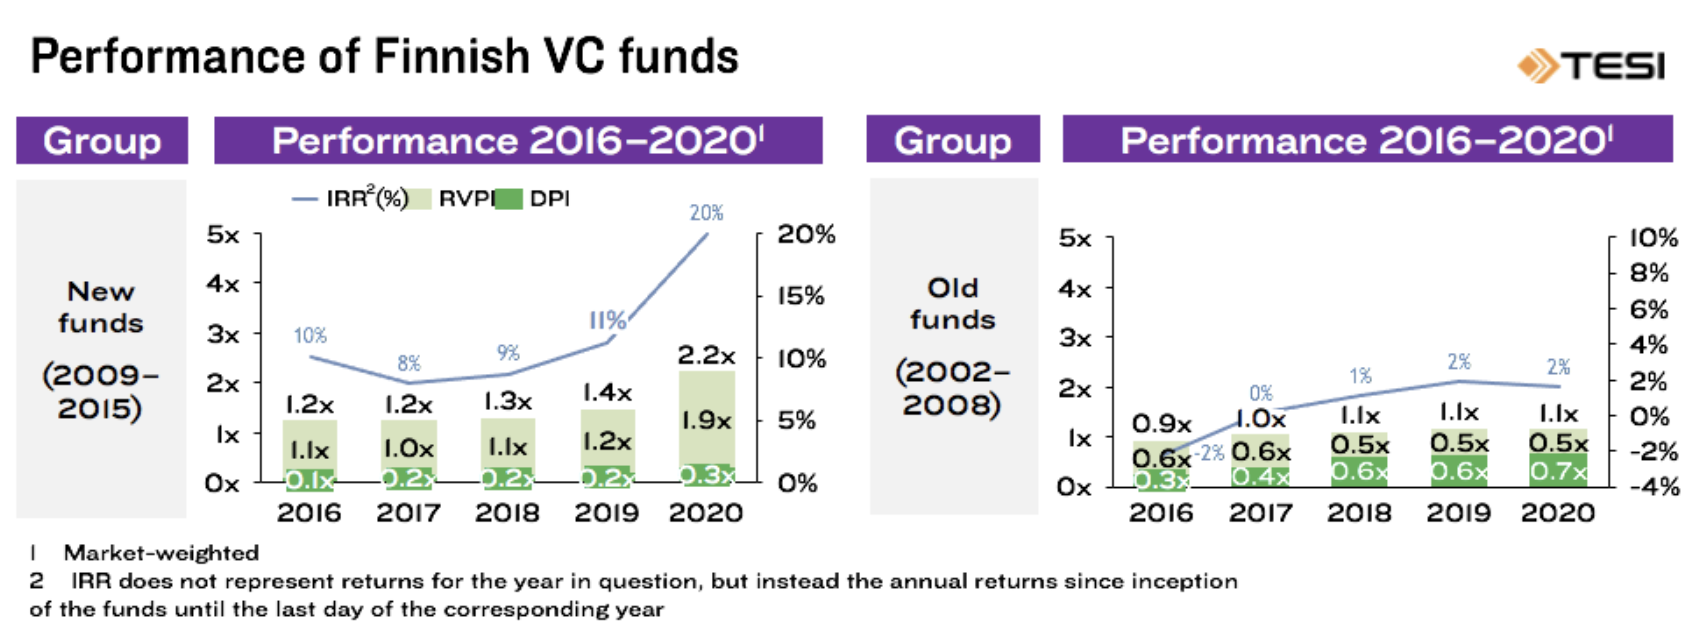 Performance of Finnish VC funds
TESI
Group
Performance 2016–2020¹
New
funds
(2009–
2015)
IRR²(%) RVPI DPI
5x
4x
3x
2x
1x
0x
20%
15%
10%
5%
0%
10%
8%
9%
11%
20%
1.2x
1.2x
1.3x
1.4x
2.2x
1.1x
1.0x
1.1x
1.2x
1.9x
0.1x
0.2x
0.2x
0.2x
0.3x
2016 2017 2018 2019 2020
Group
Performance 2016–2020¹
Old
funds
(2002–
2008)
5x
4x
3x
2x
1x
0x
10%
8%
6%
4%
2%
0%
-2%
-4%
-2%
0%
1%
2%
2%
0.9x
1.0x
1.1x
1.1x
1.1x
0.6x
0.6x
0.5x
0.5x
0.5x
0.3x
0.4x
0.6x
0.6x
0.7x
2016 2017 2018 2019 2020
1 Market-weighted
2 IRR does not represent returns for the year in question, but instead the annual returns since inception
of the funds until the last day of the corresponding year